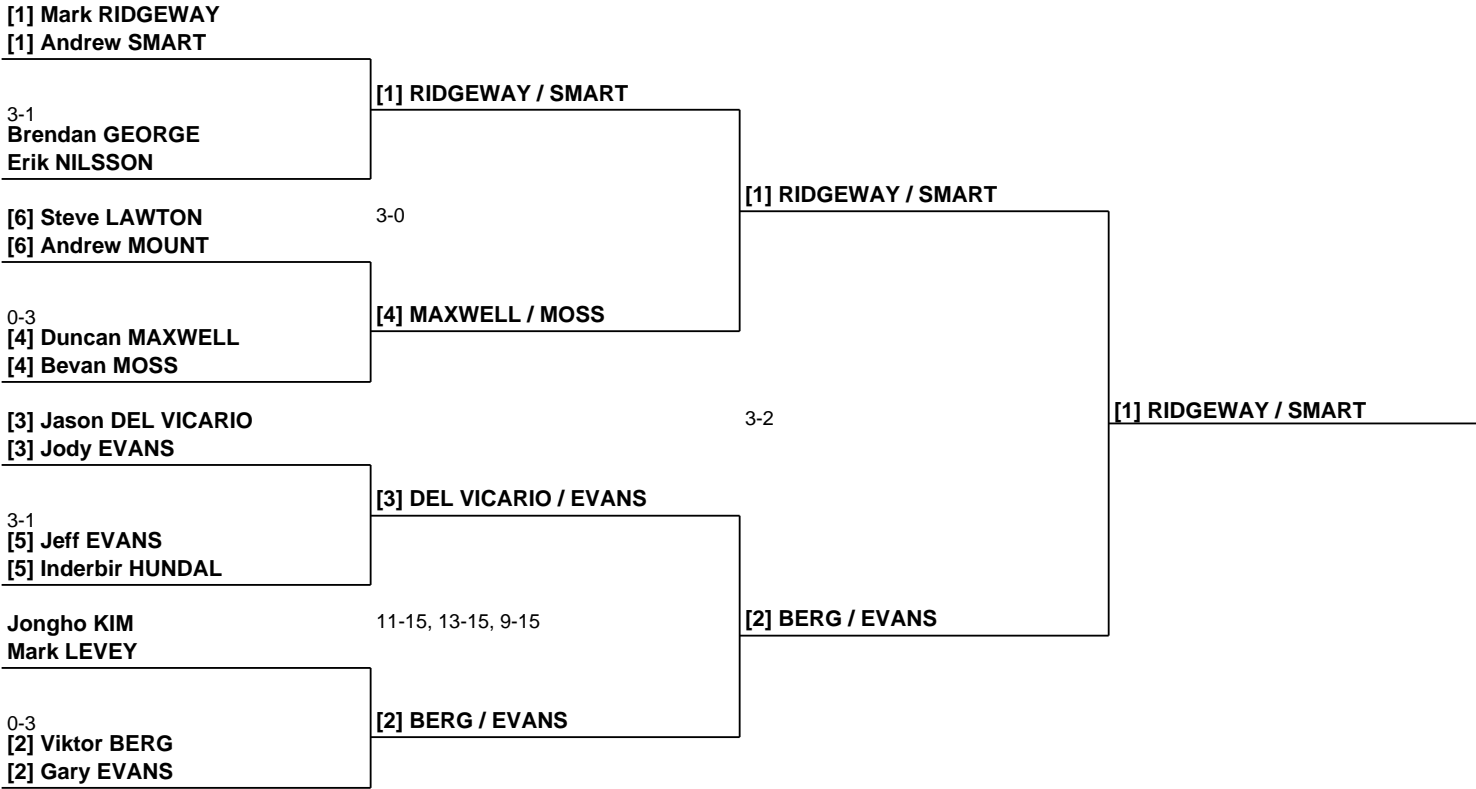 [1] Mark RIDGEWAY
[1] Andrew SMART
[1] RIDGEWAY / SMART
3-1
Brendan GEORGE
Erik NILSSON
[1] RIDGEWAY / SMART
[6] Steve LAWTON
3-0
[6] Andrew MOUNT
[4] MAXWELL / MOSS
0-3
[4] Duncan MAXWELL
[4] Bevan MOSS
[1] RIDGEWAY / SMART
[3] Jason DEL VICARIO
3-2
[3] Jody EVANS
[3] DEL VICARIO / EVANS
3-1
[5] Jeff EVANS
[5] Inderbir HUNDAL
Jongho KIM
11-15, 13-15, 9-15
[2] BERG / EVANS
Mark LEVEY
[2] BERG / EVANS
0-3
[2] Viktor BERG
[2] Gary EVANS